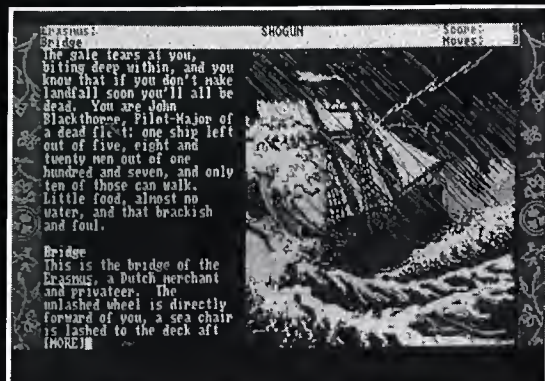 Erasmus: SHOGUN Score:
Bridge Moves:
The gale tears at you,
biting deep within, and you
know that if you don't make
landfall soon you'll all be
dead. You are John
Blackthorne, Pilot-Major of
a dead fleet: one ship left
out of five, eight and
twenty men out of one
hundred and seven, and only
ten of those can walk.
Little food, almost no
water, and that brackish
and foul.
Bridge
This is the bridge of the
Erasmus, a Dutch merchant
and privateer. The
unlashed wheel is directly
forward of you, a sea chair
is lashed to the deck aft
[MORE]